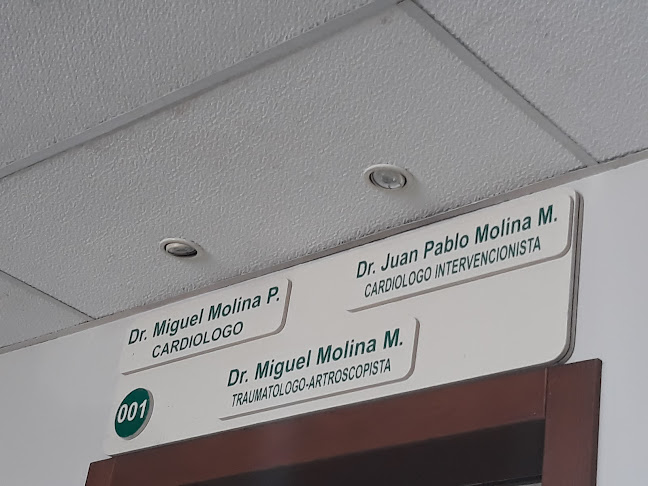 Dr. Miguel Molina P.
CARDIOLOGO
Dr. Juan Pablo Molina M.
CARDIOLOGO INTERVENCIONISTA
Dr. Miguel Molina M.
TRAUMATOLOGO-ARTROSCOPISTA
001